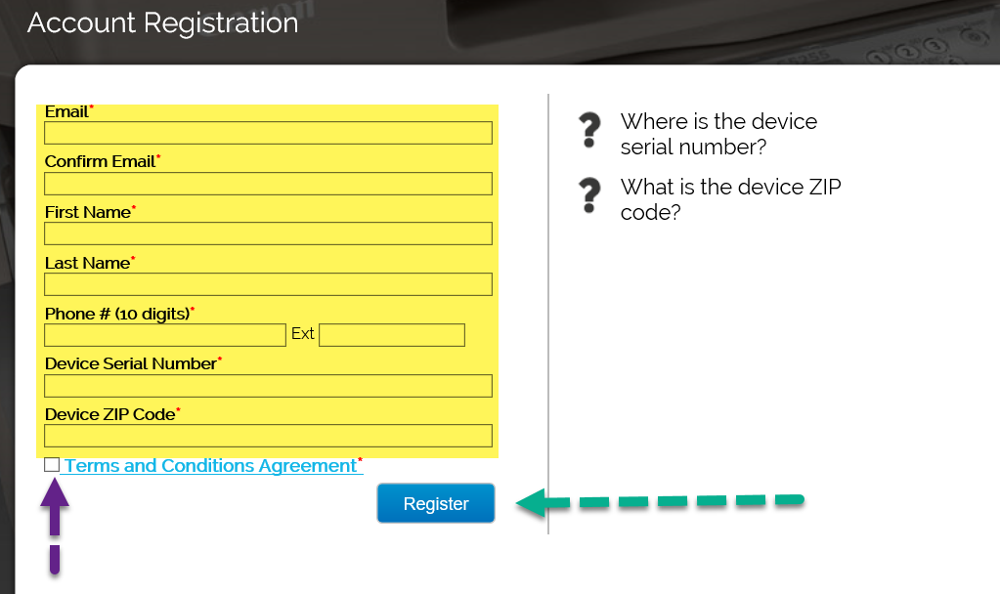 Account Registration
Email*
Confirm Email*
First Name*
Last Name*
Phone # (10 digits)*
Ext
Device Serial Number*
Device ZIP Code*
Terms and Conditions Agreement*
Register
Where is the device
serial number?
What is the device ZIP
code?